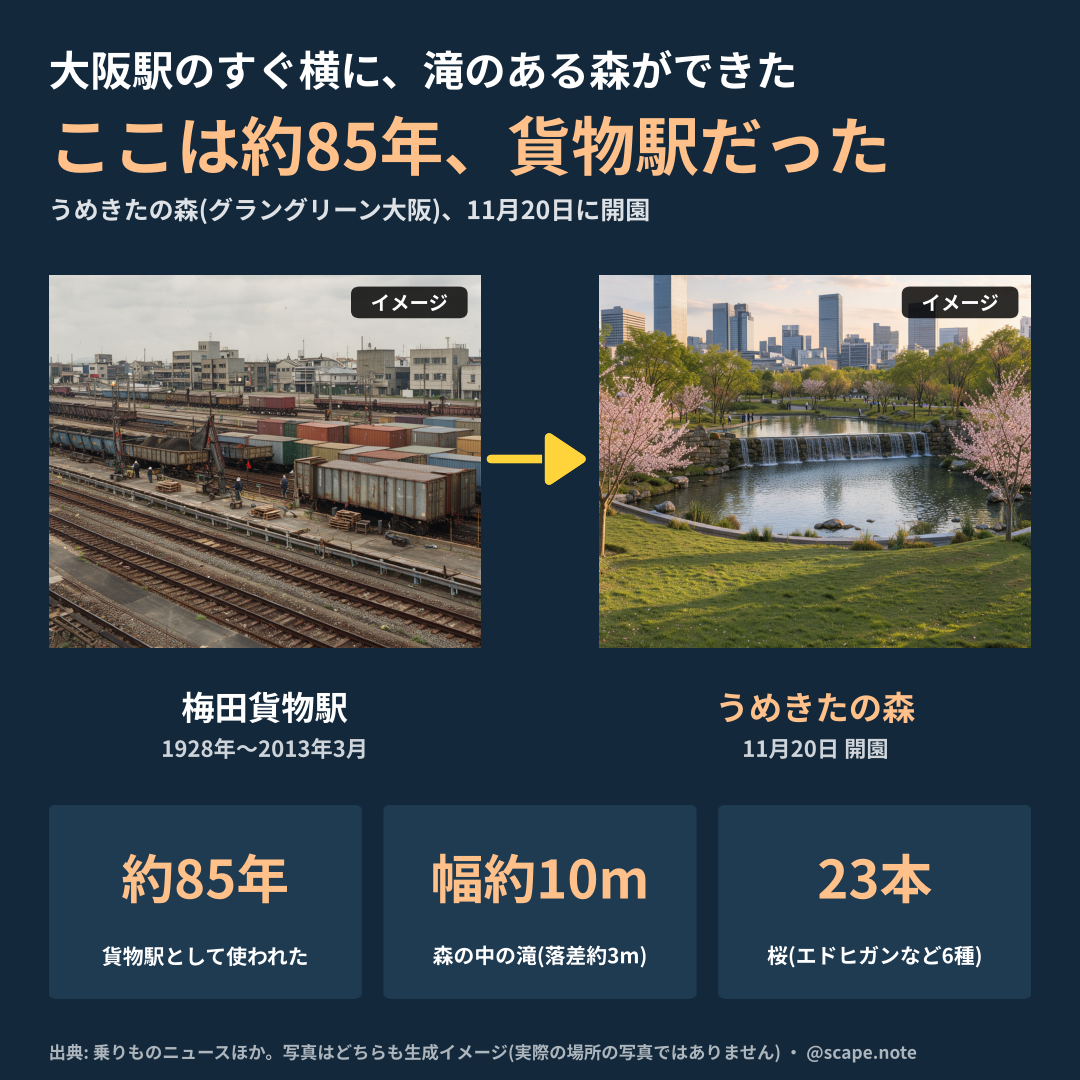 大阪駅のすぐ横に、滝のある森ができた
ここは約85年、貨物駅だった
うめきたの森(グラングリーン大阪)、11月20日に開園
イメージ
イメージ
梅田貨物駅
1928年〜2013年3月
うめきたの森
11月20日 開園
約85年
貨物駅として使われた
幅約10m
森の中の滝(落差約3m)
23本
桜(エドヒガンなど6種)
出典: 乗りものニュースほか。写真はどちらも生成イメージ(実際の場所の写真ではありません) ・ @scape.note